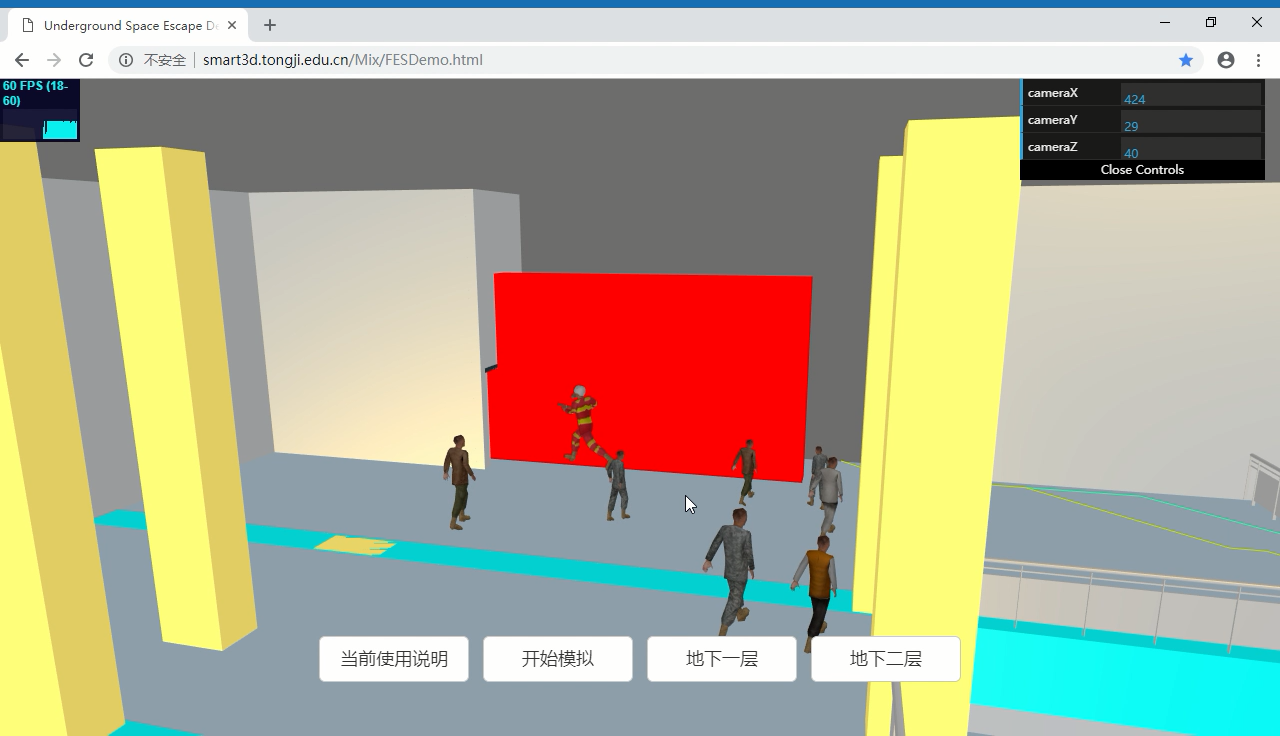 Underground Space Escape De
不安全
smart3d.tongji.edu.cn/Mix/FESDemo.html
60 FPS (18-
60)
cameraX 424
cameraY 29
cameraZ 40
Close Controls
当前使用说明
开始模拟
地下一层
地下二层